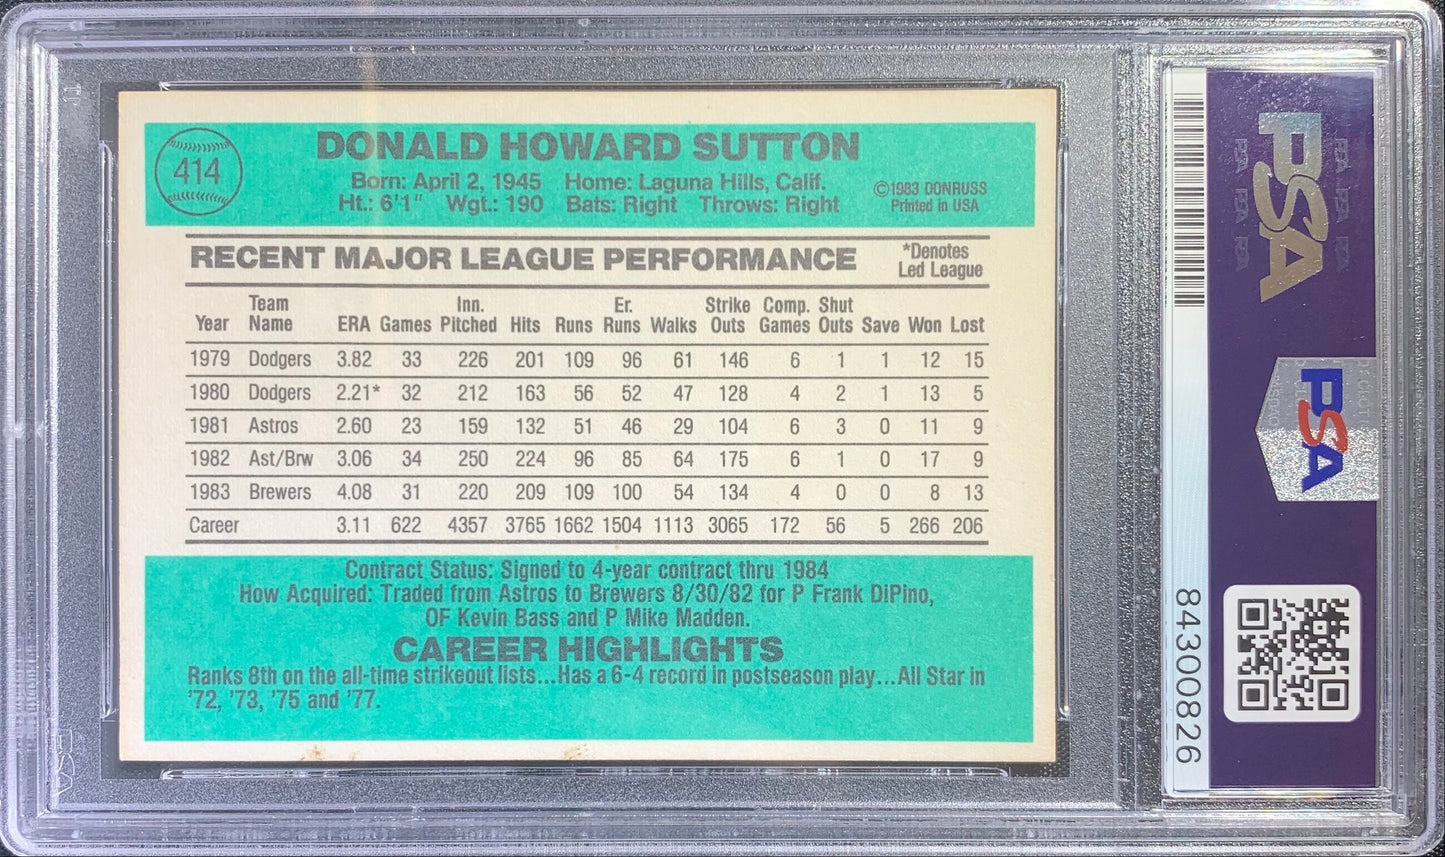 414
DONALD HOWARD SUTTON
Born: April 2, 1945 Home: Laguna Hills, Calif.
Ht.: 6'1" Wgt.: 190 Bats: Right Throws: Right
©1983 DONRUSS
Printed in USA
RECENT MAJOR LEAGUE PERFORMANCE
*Denotes
Led League
Team Inn. Er. Strike Comp. Shut
Year Name ERA Games Pitched Hits Runs Runs Walks Outs Games Outs Save Won Lost
1979 Dodgers 3.82 33 226 201 109 96 61 146 6 1 1 12 15
1980 Dodgers 2.21* 32 212 163 56 52 47 128 4 2 1 13 5
1981 Astros 2.60 23 159 132 51 46 29 104 6 3 0 11 9
1982 Ast/Brw 3.06 34 250 224 96 85 64 175 6 1 0 17 9
1983 Brewers 4.08 31 220 209 109 100 54 134 4 0 0 8 13
Career 3.11 622 4357 3765 1662 1504 1113 3065 172 56 5 266 206
Contract Status: Signed to 4-year contract thru 1984
How Acquired: Traded from Astros to Brewers 8/30/82 for P Frank DiPino,
OF Kevin Bass and P Mike Madden.
CAREER HIGHLIGHTS
Ranks 8th on the all-time strikeout lists...Has a 6-4 record in postseason play...All Star in
'72, '73, '75 and '77.
PSA
PSA
84300826
PSA